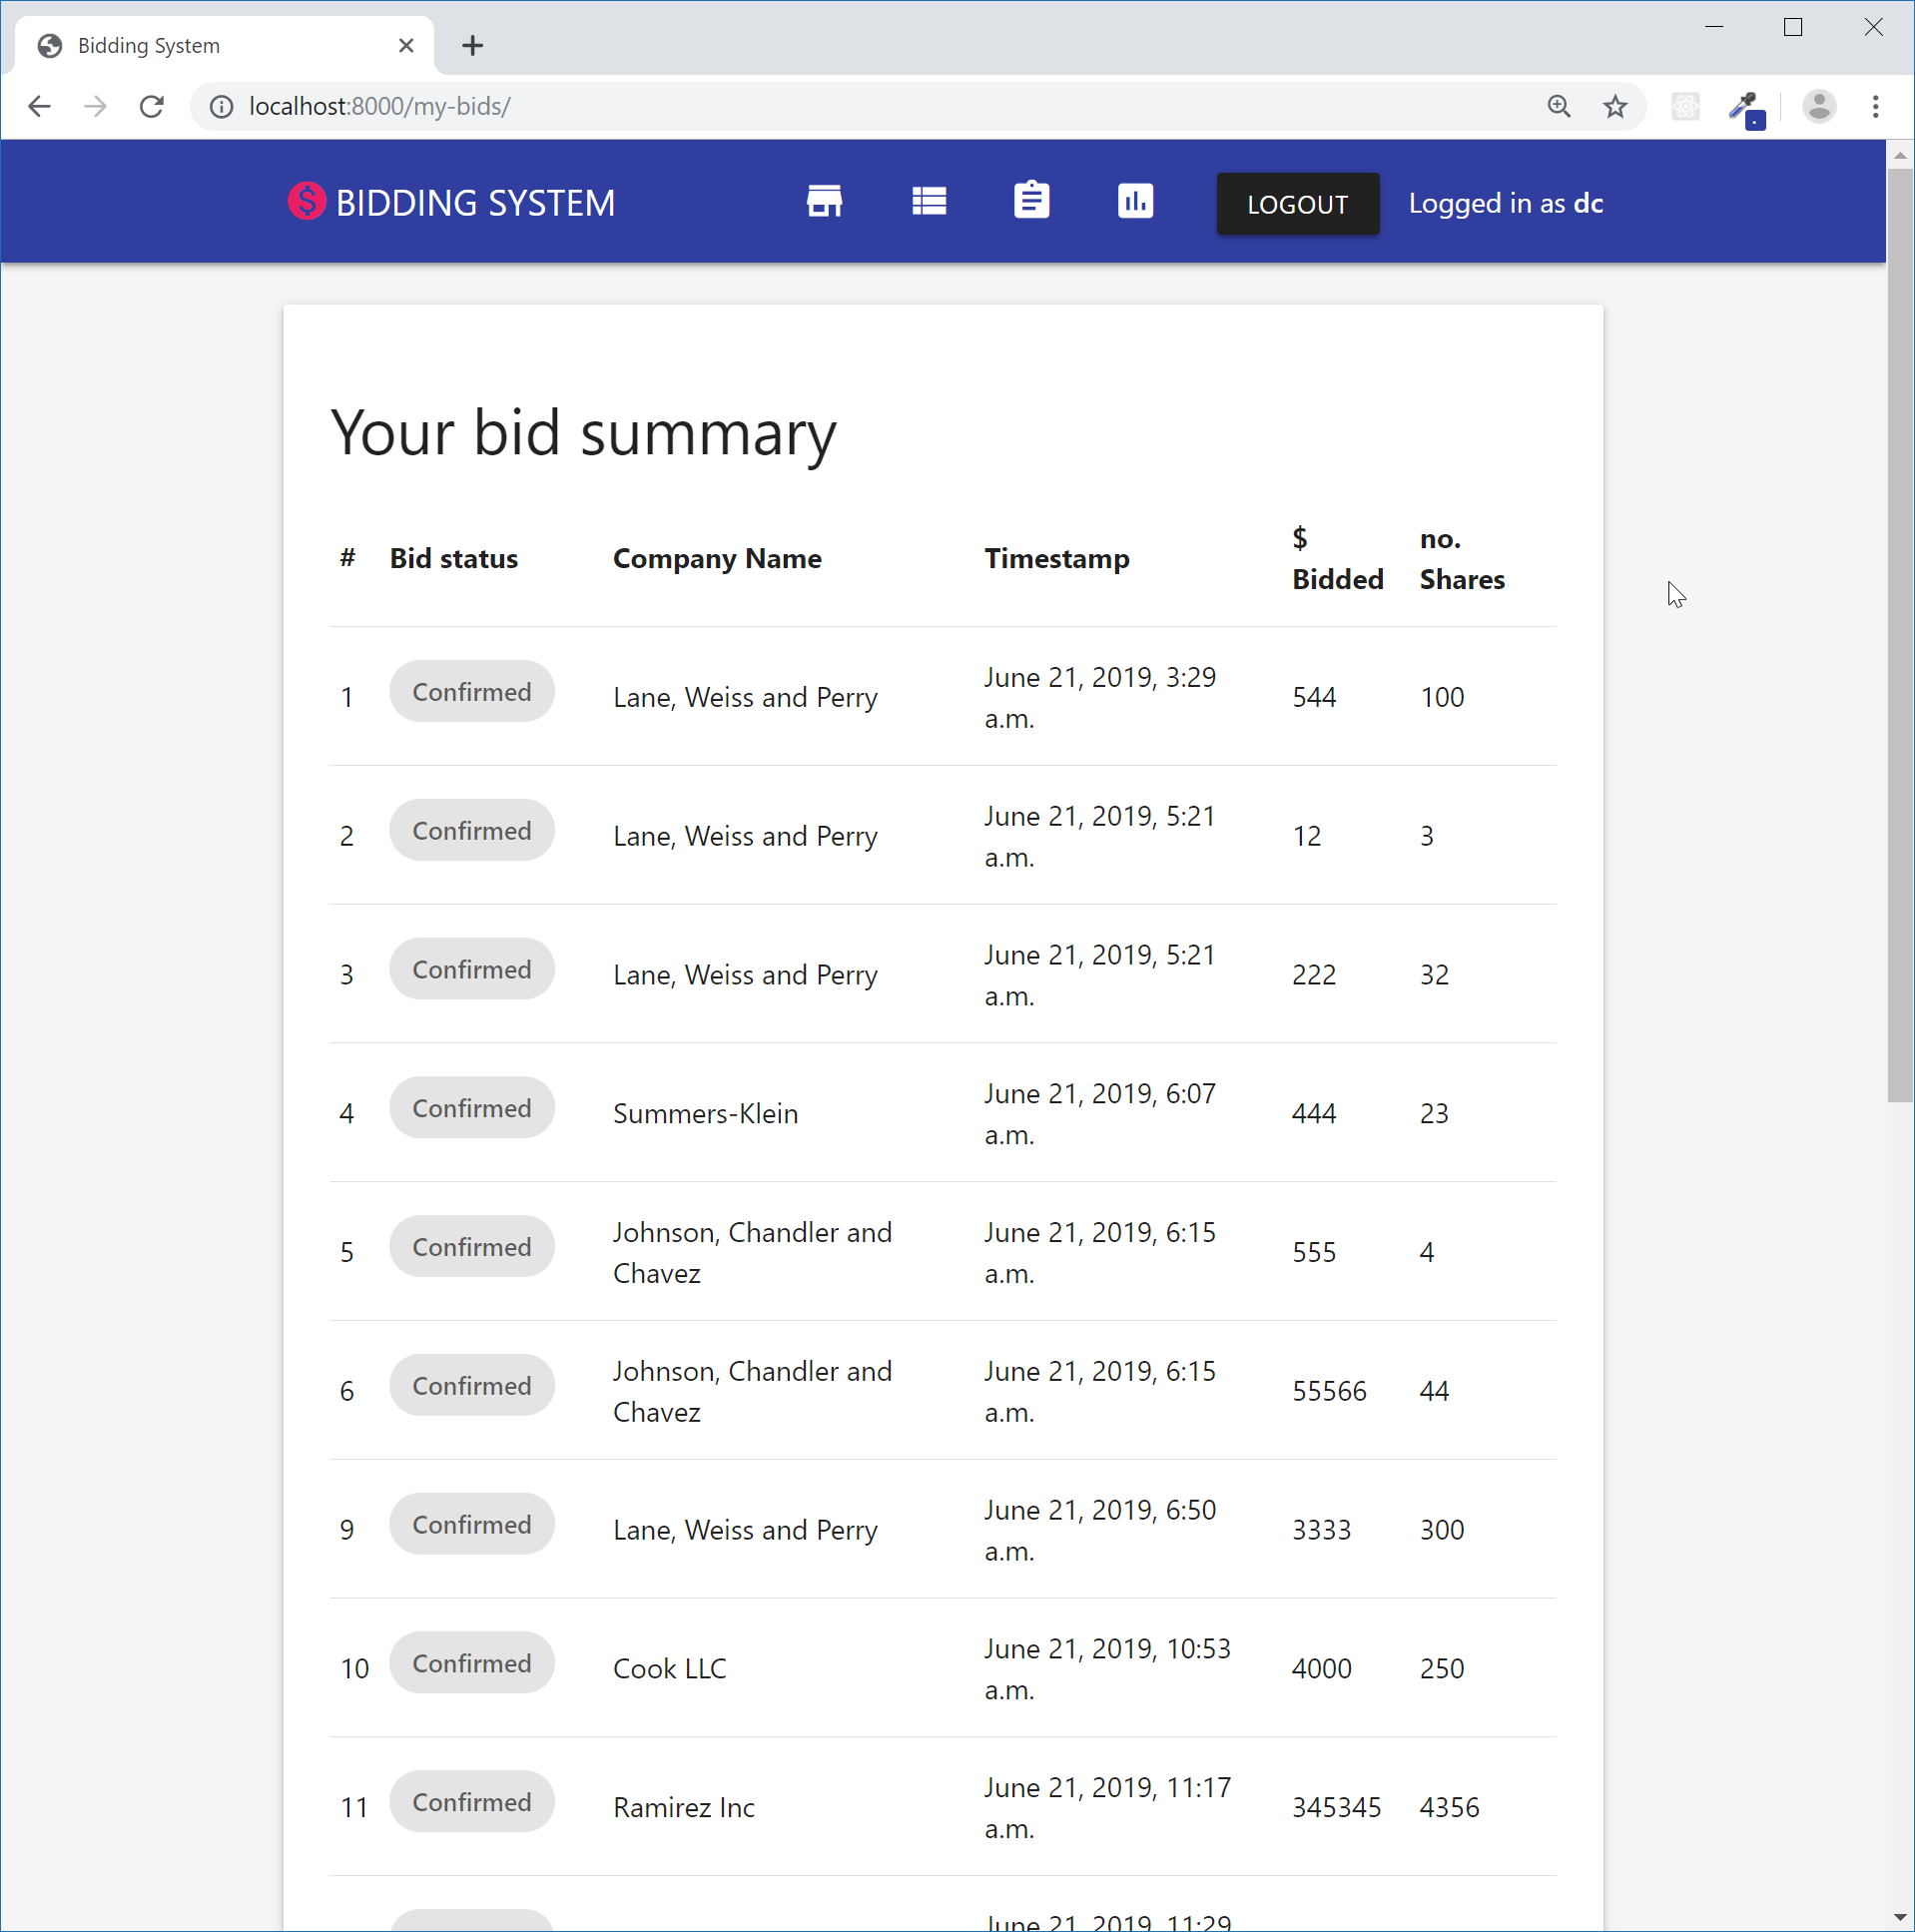 Bidding System
localhost:8000/my-bids/
BIDDING SYSTEM
LOGOUT
Logged in as dc
Your bid summary
# Bid status Company Name Timestamp $ Bidded no. Shares
1 Confirmed Lane, Weiss and Perry June 21, 2019, 3:29 a.m. 544 100
2 Confirmed Lane, Weiss and Perry June 21, 2019, 5:21 a.m. 12 3
3 Confirmed Lane, Weiss and Perry June 21, 2019, 5:21 a.m. 222 32
4 Confirmed Summers-Klein June 21, 2019, 6:07 a.m. 444 23
5 Confirmed Johnson, Chandler and Chavez June 21, 2019, 6:15 a.m. 555 4
6 Confirmed Johnson, Chandler and Chavez June 21, 2019, 6:15 a.m. 55566 44
9 Confirmed Lane, Weiss and Perry June 21, 2019, 6:50 a.m. 3333 300
10 Confirmed Cook LLC June 21, 2019, 10:53 a.m. 4000 250
11 Confirmed Ramirez Inc June 21, 2019, 11:17 a.m. 345345 4356
June 21, 2019, 11:29